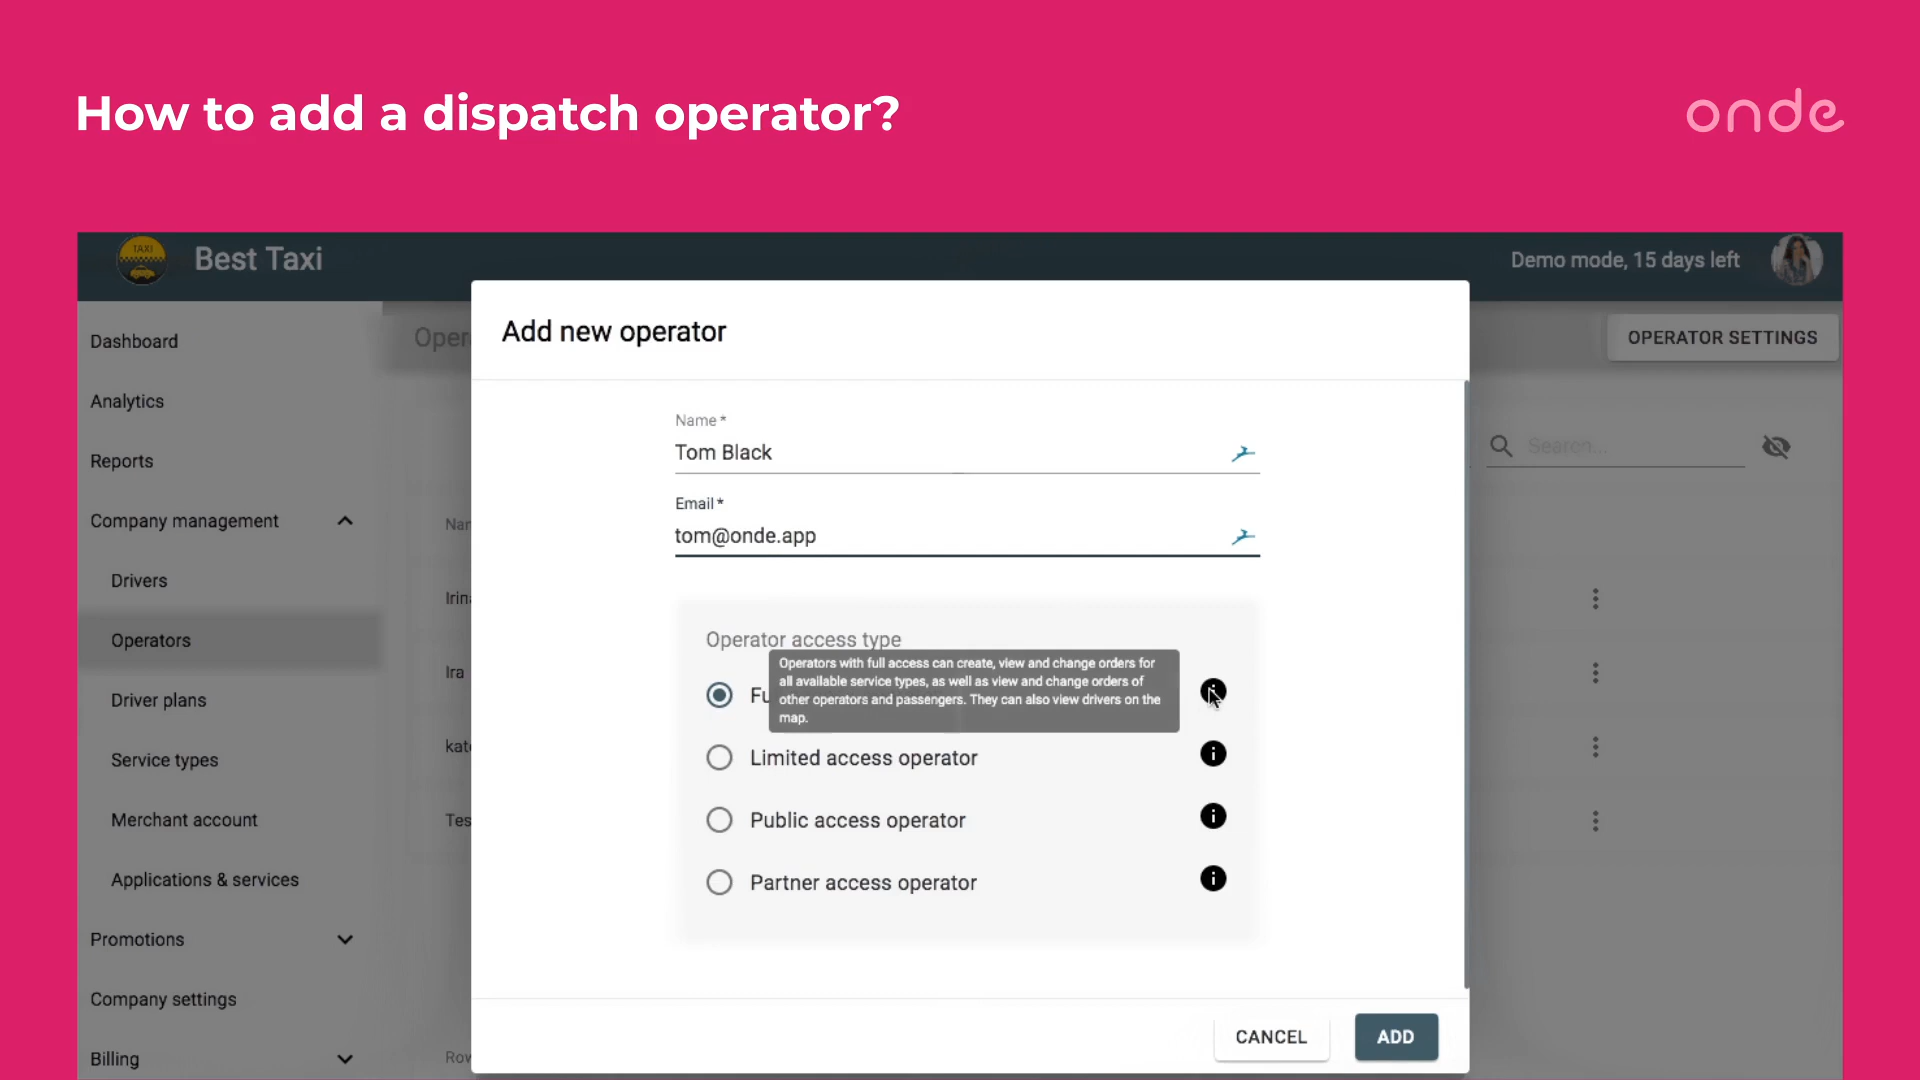 How to add a dispatch operator?
onde
TAXI
Best Taxi
Demo mode, 15 days left
Dashboard
Analytics
Reports
Company management
Drivers
Operators
Driver plans
Service types
Merchant account
Applications & services
Promotions
Company settings
Billing
OPERATOR SETTINGS
Search...
Irin
Ira
Add new operator
Name *
Tom Black
Email *
tom@onde.app
Operator access type
Operators with full access can create, view and change orders for
all available service types, as well as view and change orders of
other operators and passengers. They can also view drivers on the
map.
Limited access operator
Public access operator
Partner access operator
CANCEL
ADD